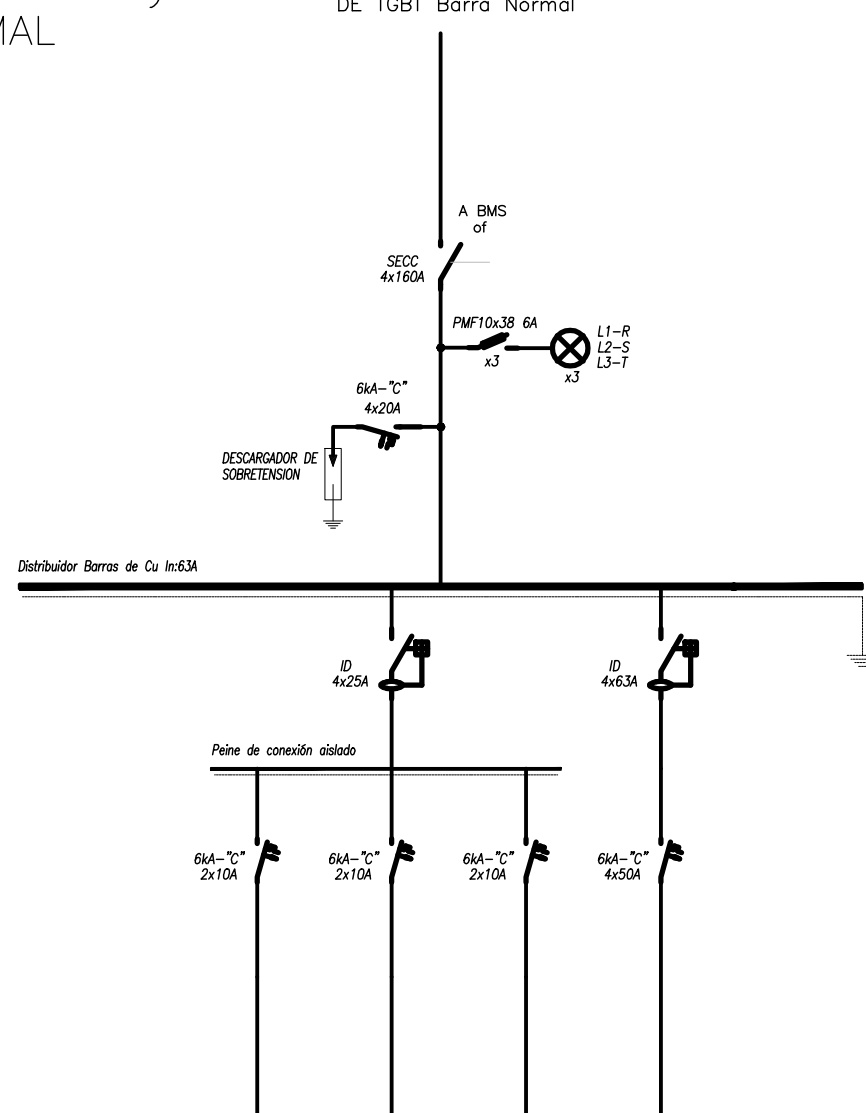 DE TGBT Barra Normal
MAL
A BMS
of
SECC
4x160A
PMF10x38 6A
x3
L1-R
L2-S
L3-T
x3
6kA-"C"
4x20A
DESCARGADOR DE
SOBRETENSION
Distribuidor Barras de Cu In:63A
ID
4x25A
ID
4x63A
Peine de conexión aislado
6kA-"C"
2x10A
6kA-"C"
2x10A
6kA-"C"
2x10A
6kA-"C"
4x50A